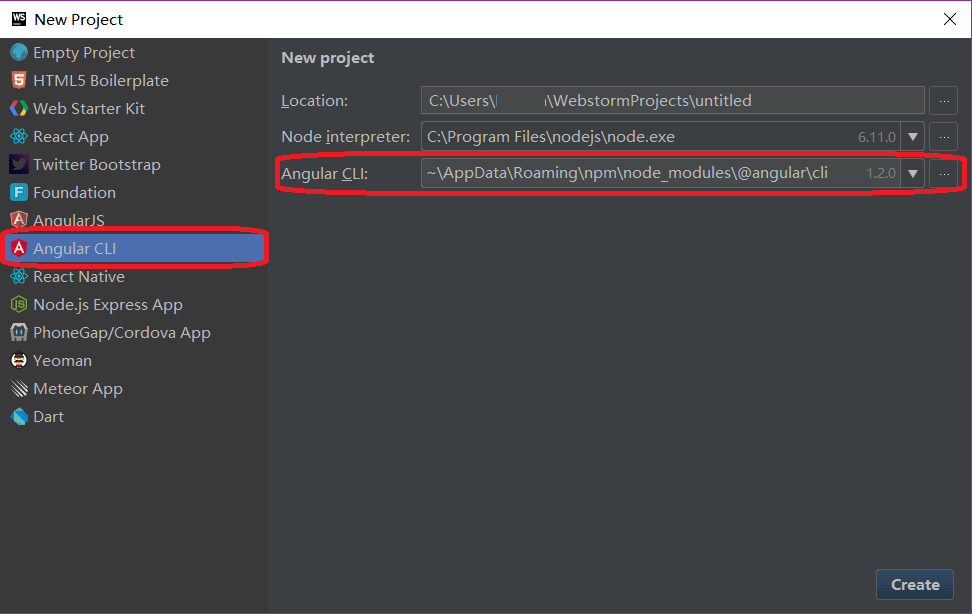 WS New Project
Empty Project
HTML5 Boilerplate
Web Starter Kit
React App
Twitter Bootstrap
Foundation
AngularJS
Angular CLI
React Native
Node.js Express App
PhoneGap/Cordova App
Yeoman
Meteor App
Dart
New project
Location: C:\Users\ \WebstormProjects\untitled ...
Node interpreter: C:\Program Files\nodejs\node.exe 6.11.0 ...
Angular CLI: ~\AppData\Roaming\npm\node_modules\@angular\cli 1.2.0 ...
Create